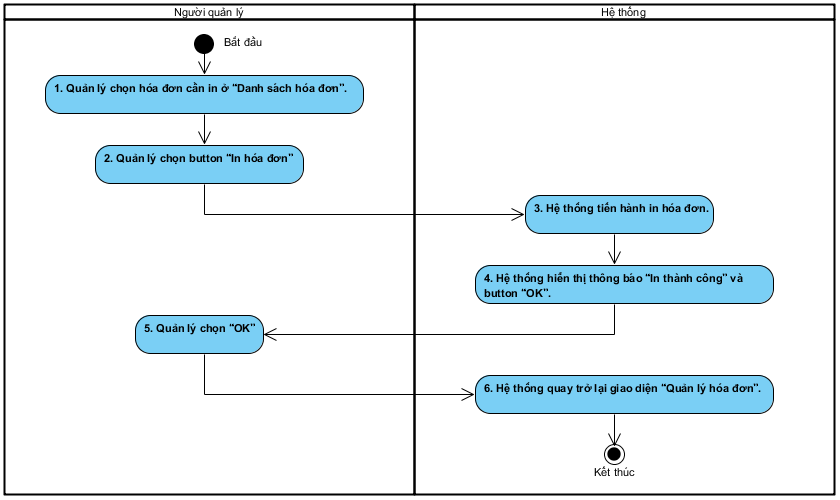 Người quản lý
Hệ thống
Bắt đầu
1. Quản lý chọn hóa đơn cần in ở “Danh sách hóa đơn”.
2. Quản lý chọn button “In hóa đơn”
3. Hệ thống tiến hành in hóa đơn.
4. Hệ thống hiển thị thông báo “In thành công” và
button “OK”.
5. Quản lý chọn “OK”
6. Hệ thống quay trở lại giao diện “Quản lý hóa đơn”.
Kết thúc